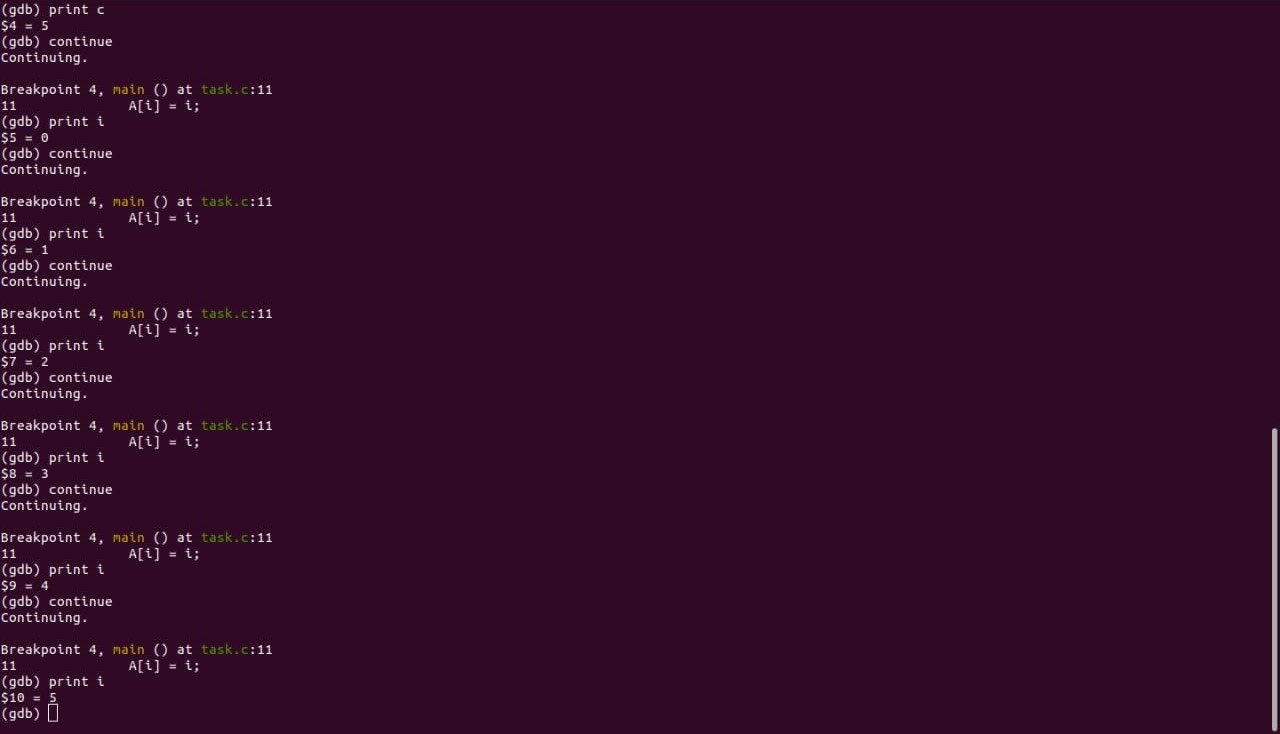 (gdb) print c
$4 = 5
(gdb) continue
Continuing.

Breakpoint 4, main () at task.c:11
11              A[i] = i;
(gdb) print i
$5 = 0
(gdb) continue
Continuing.

Breakpoint 4, main () at task.c:11
11              A[i] = i;
(gdb) print i
$6 = 1
(gdb) continue
Continuing.

Breakpoint 4, main () at task.c:11
11              A[i] = i;
(gdb) print i
$7 = 2
(gdb) continue
Continuing.

Breakpoint 4, main () at task.c:11
11              A[i] = i;
(gdb) print i
$8 = 3
(gdb) continue
Continuing.

Breakpoint 4, main () at task.c:11
11              A[i] = i;
(gdb) print i
$9 = 4
(gdb) continue
Continuing.

Breakpoint 4, main () at task.c:11
11              A[i] = i;
(gdb) print i
$10 = 5
(gdb)